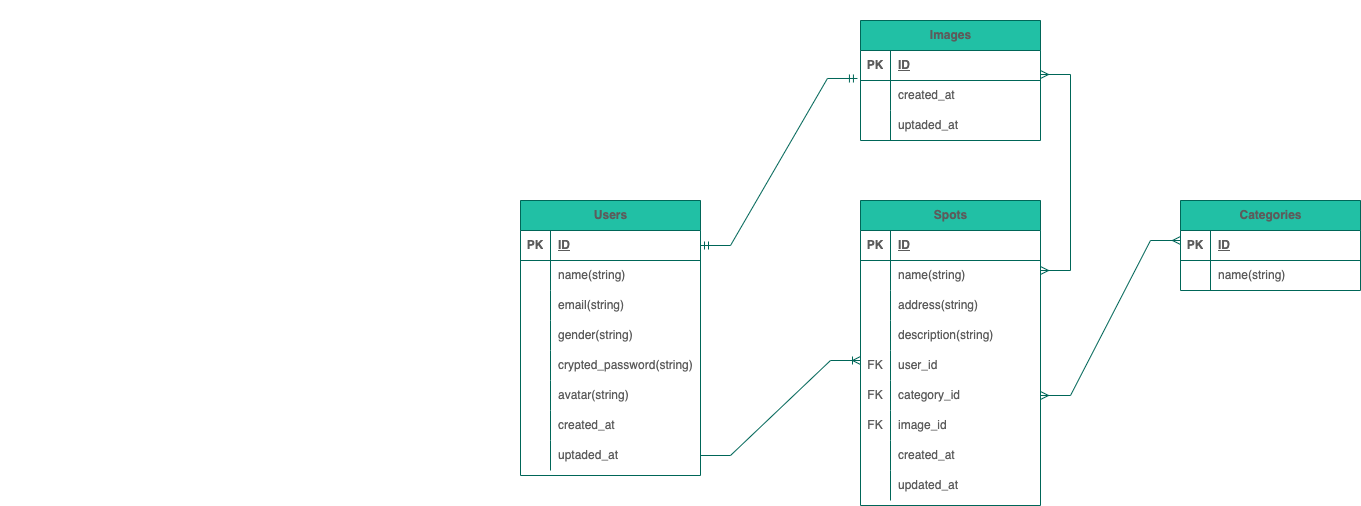 Images
PK ID
created_at
uptaded_at
Users
PK ID
name(string)
email(string)
gender(string)
crypted_password(string)
avatar(string)
created_at
uptaded_at
Spots
PK ID
name(string)
address(string)
description(string)
FK user_id
FK category_id
FK image_id
created_at
updated_at
Categories
PK ID
name(string)